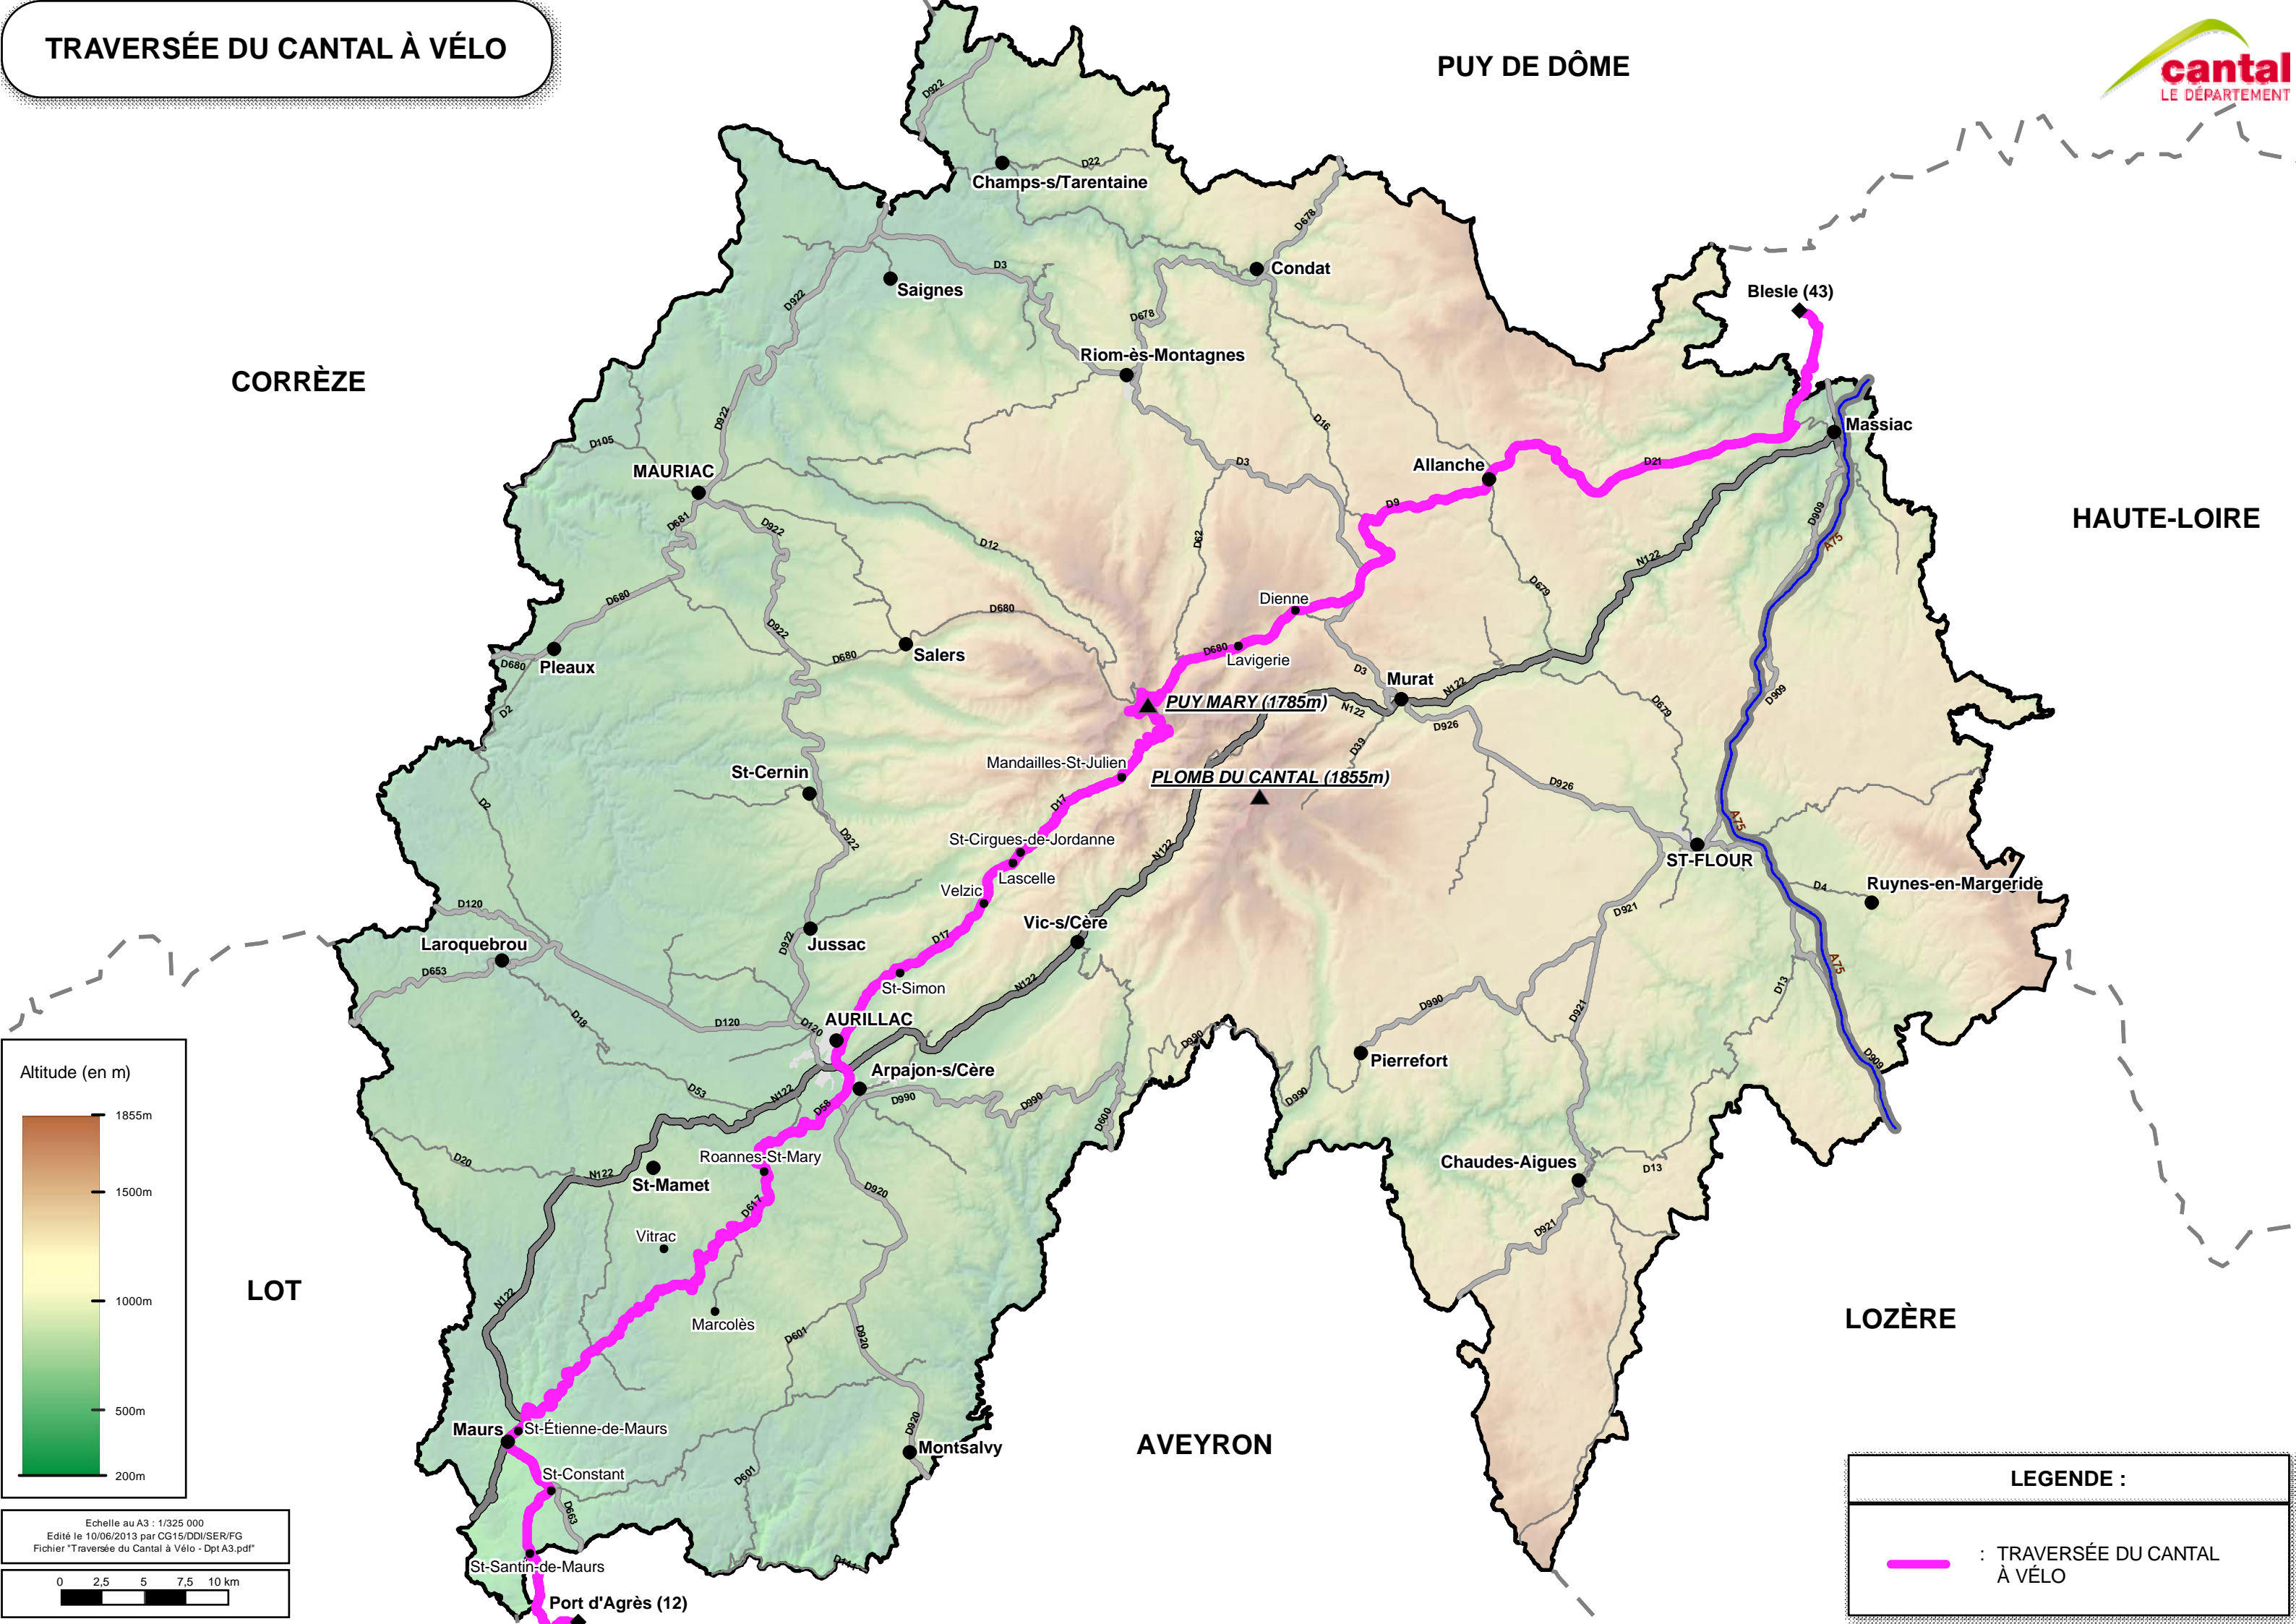 TRAVERSÉE DU CANTAL À VÉLO
PUY DE DÔME
cantal
LE DÉPARTEMENT
D922
D22
Champs-s/Tarentaine
D678
D3
Condat
Saignes
Blesle (43)
D922
D678
Riom-ès-Montagnes
CORRÈZE
D922
D16
Massiac
D105
MAURIAC
D3
Allanche
D21
D9
D909
HAUTE-LOIRE
D681
D922
D12
D62
A75
N122
D679
D680
Dienne
D680
D922
D680
Salers
D680
Lavigerie
Pleaux
D680
D3
Murat
N122
D2
PUY MARY (1785m)
N122
D926
D679
D909
D39
Mandailles-St-Julien
St-Cernin
PLOMB DU CANTAL (1855m)
D926
D2
D17
A75
D922
St-Cirgues-de-Jordanne
N122
ST-FLOUR
Lascelle
Velzic
D4
Ruynes-en-Margeride
D120
Vic-s/Cère
D921
Laroquebrou
D922
Jussac
D17
D653
A75
St-Simon
N122
D13
D990
D18
D120
D120
AURILLAC
D921
D990
Pierrefort
D909
Altitude (en m)
Arpajon-s/Cère
D53
N122
D990
D990
D990
1855m
D58
D600
D20
Roannes-St-Mary
Chaudes-Aigues
D13
N122
St-Mamet
1500m
D920
D617
D921
Vitrac
LOT
N122
1000m
Marcolès
D601
D920
LOZÈRE
500m
Maurs
St-Étienne-de-Maurs
D920
Montsalvy
AVEYRON
200m
St-Constant
D601
LEGENDE :
D663
Echelle au A3 : 1/325 000
Edité le 10/06/2013 par CG15/DDI/SER/FG
Fichier "Traversée du Cantal à Vélo - Dpt A3.pdf"
St-Santin-de-Maurs
: TRAVERSÉE DU CANTAL
À VÉLO
0 2,5 5 7,5 10 km
Port d'Agrès (12)